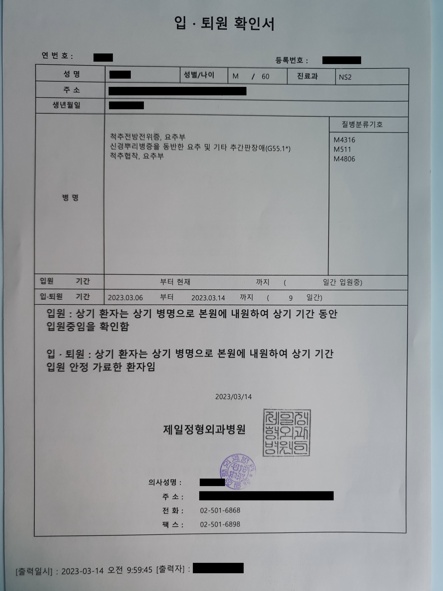 입 · 퇴원 확인서
연 번 호 :
등록번호 :
성 명 성별/나이 M / 60 진료과 NS2
주 소
생년월일
질병분류기호
병 명
척추전방전위증, 요추부 M4316
신경뿌리병증을 동반한 요추 및 기타 추간판장애(G55.1*) M511
척추협착, 요추부 M4806
입원 기간 부터 현재 까지 ( 일간 입원중)
입·퇴원 기간 2023.03.06 부터 2023.03.14 까지 ( 9 일간)
입원 : 상기 환자는 상기 병명으로 본원에 내원하여 상기 기간 동안
입원중임을 확인함
입 · 퇴원 : 상기 환자는 상기 병명으로 본원에 내원하여 상기 기간
입원 안정 가료한 환자임
2023/03/14
제일정형외과병원
제일정
형외과
병원의
의사성명 :
주 소 :
전 화 : 02-501-6868
팩 스 : 02-501-6898
[출력일시] : 2023-03-14 오전 9:59:45 [출력자] :